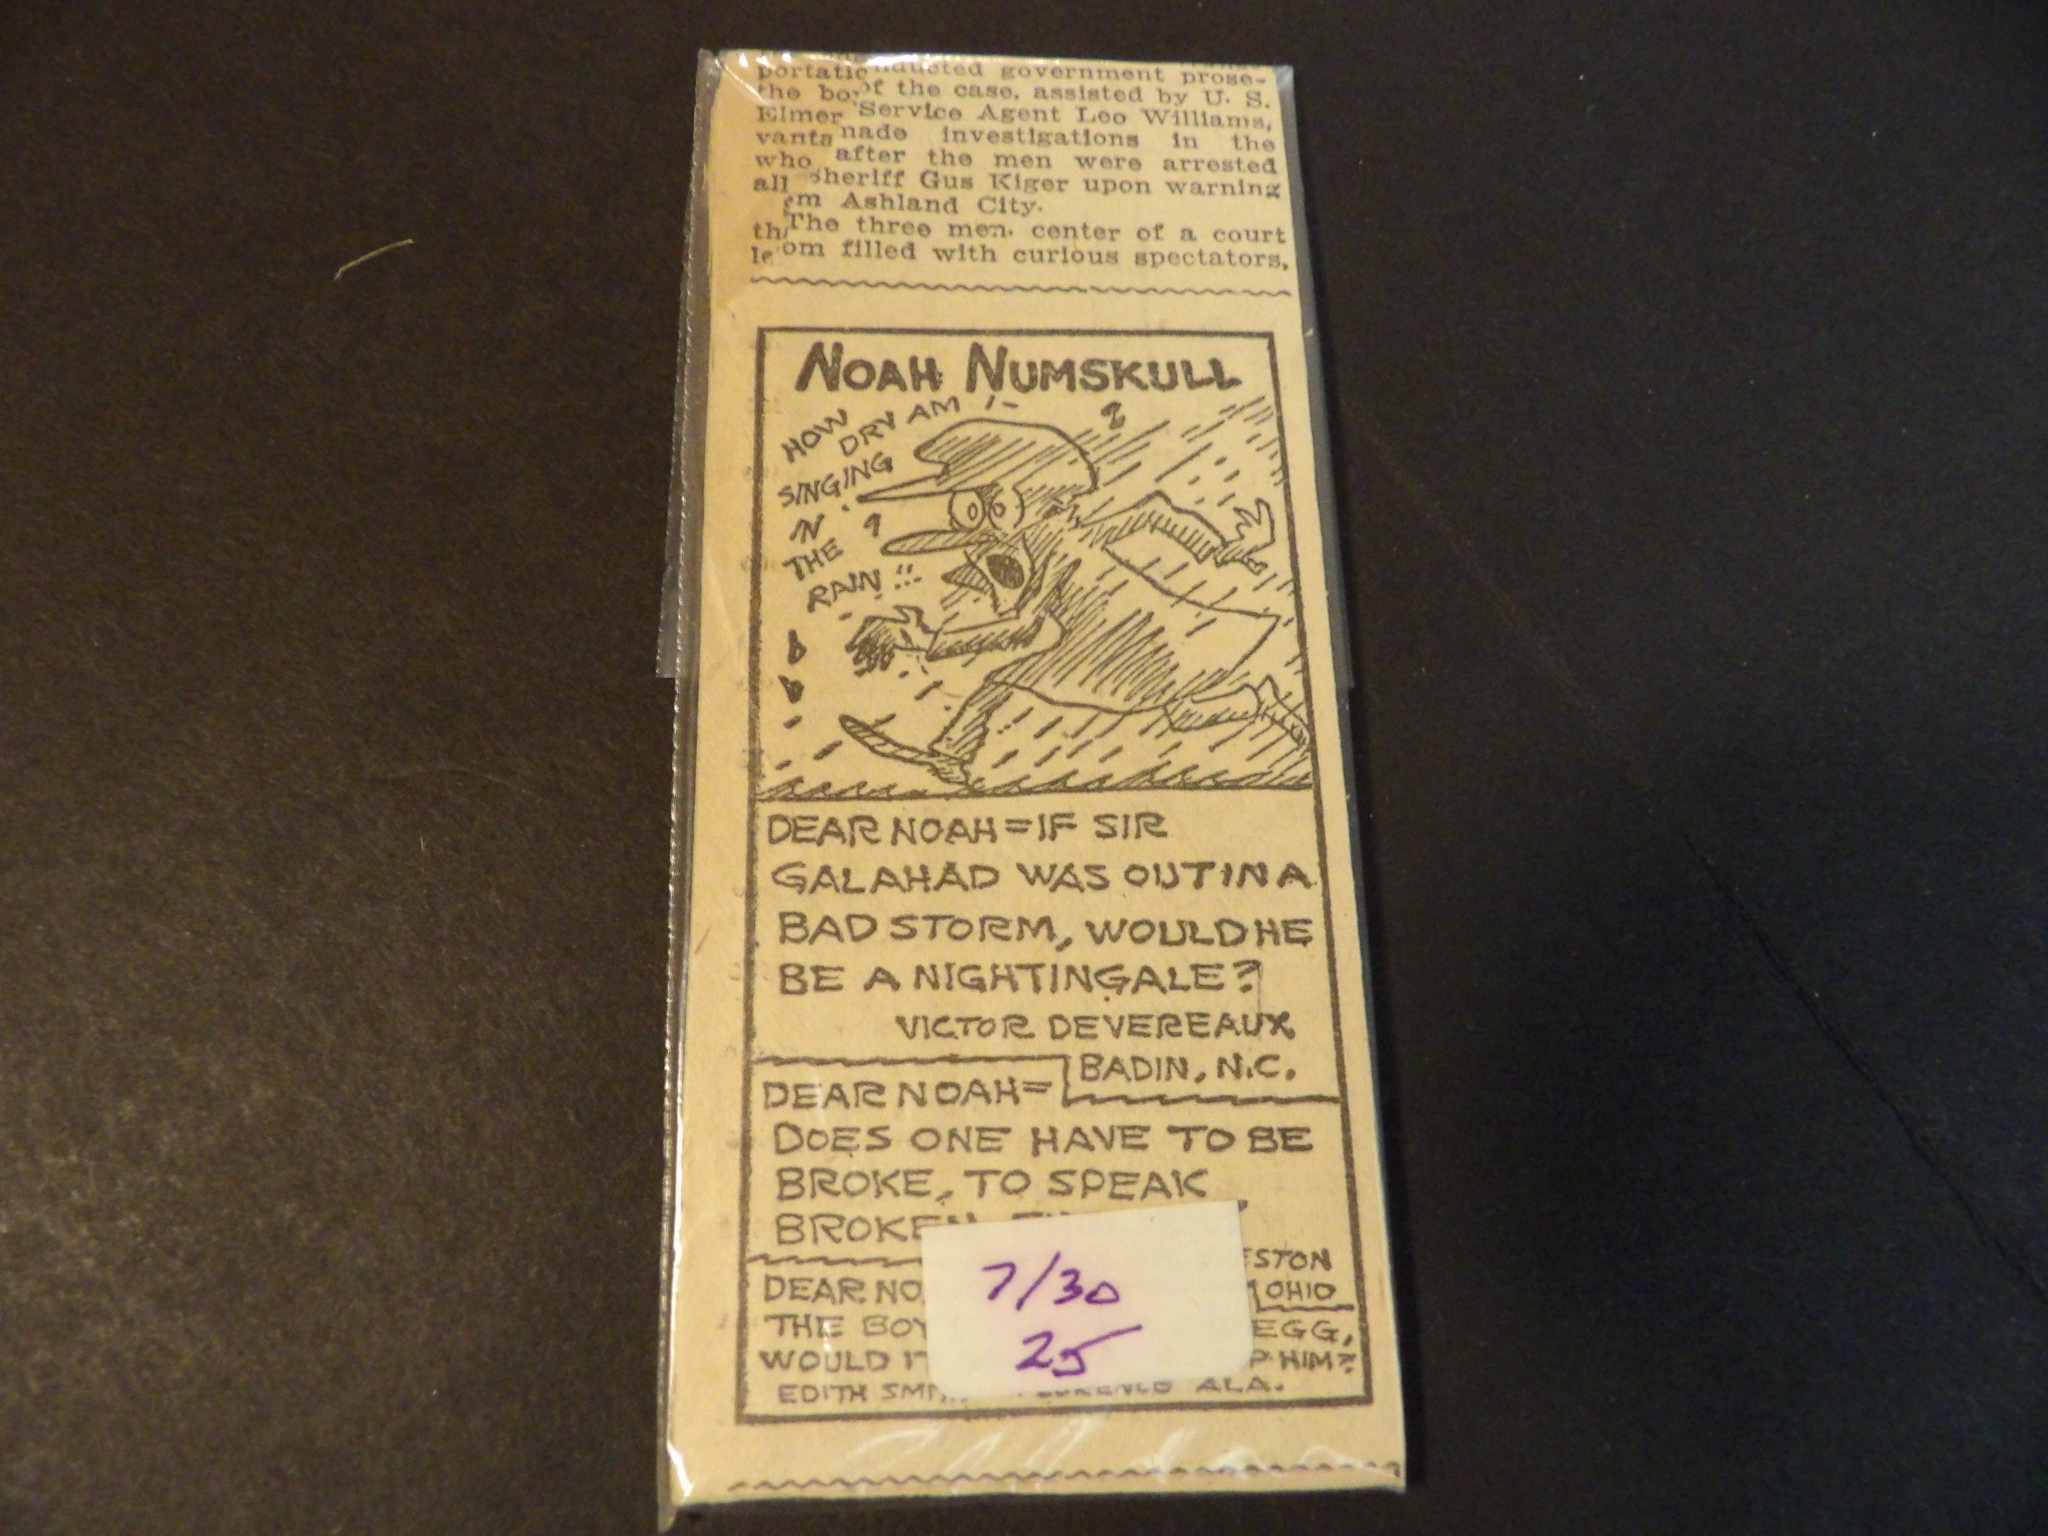 portatic nducted government prose-
the boy of the case, assisted by U. S.
Elmer Service Agent Leo Williams,
vants nade investigations in the
who after the men were arrested
all Sheriff Gus Kiger upon warning
Ashland City.
The three men, center of a court
om filled with curious spectators,
NOAH NUMSKULL
HOW DRY AM I-
SINGING
IN
THE
RAIN!!
DEAR NOAH=IF SIR
GALAHAD WAS OUT IN A
BAD STORM, WOULD HE
BE A NIGHTINGALE?
VICTOR DEVEREAUX
BADIN, N.C.
DEAR NOAH=
DOES ONE HAVE TO BE
BROKE, TO SPEAK
BROKEN
ESTON
DEAR NO OHIO
THE BOY EGG,
WOULD IT P HIM?
EDITH ALA.
7/30
25